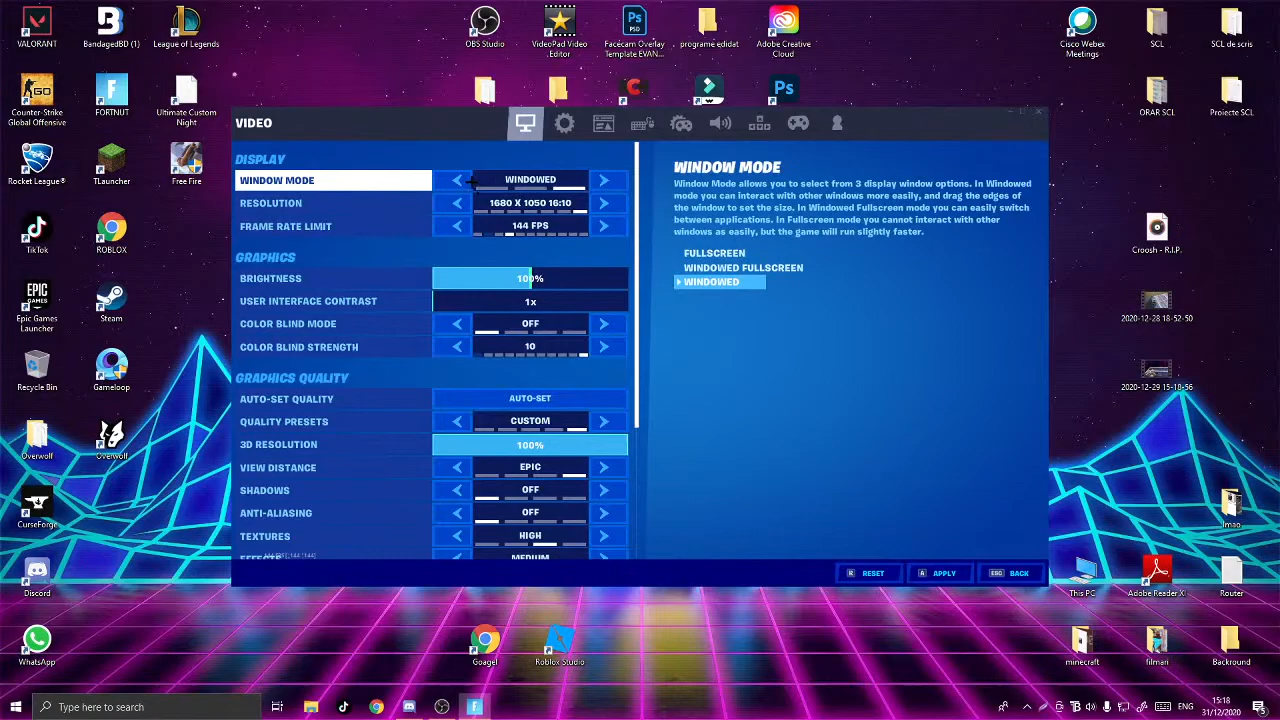 VALORANT
BandagedBD (1)
League of Legends
OBS Studio
VideoPad Video
Editor
Facecam Overlay
Template EVAN...
programe edidat
Adobe Creative
Cloud
Cisco Webex
Meetings
SCL
SCL de scris
Counter-Strike
Global Offensive
FORTNUT
Ultimate Custom
Night
ORAR SCL
Proiecte SCL
Rocket League®
TLauncher
Free Fire
TikTok
ROBLOX
Croosh - R.I.P.
Epic Games
Launcher
Steam
2020-12-28 18-52-50
Recycle Bin
Gameloop
2020-12-29 15-10-56
Overwolf
Overwolf
CurseForge
lmao
Discord
This PC
Adobe Reader XI
Router
WhatsApp
Goagel
Roblox Studio
minecraft
filmari
Backround
VIDEO
DISPLAY
WINDOW MODE
WINDOWED
RESOLUTION
1680 X 1050 16:10
FRAME RATE LIMIT
144 FPS
GRAPHICS
BRIGHTNESS
100%
USER INTERFACE CONTRAST
1x
COLOR BLIND MODE
OFF
COLOR BLIND STRENGTH
10
GRAPHICS QUALITY
AUTO-SET QUALITY
AUTO-SET
QUALITY PRESETS
CUSTOM
3D RESOLUTION
100%
VIEW DISTANCE
EPIC
SHADOWS
OFF
ANTI-ALIASING
OFF
TEXTURES
HIGH
EFFECTS
MEDIUM
WINDOW MODE
Window Mode allows you to select from 3 display window options. In Windowed
mode you can interact with other windows more easily, and drag the edges of
the window to set the size. In Windowed Fullscreen mode you can easily switch
between applications. In Fullscreen mode you cannot interact with other
windows as easily, but the game will run slightly faster.
FULLSCREEN
WINDOWED FULLSCREEN
WINDOWED
R RESET
A APPLY
ESC BACK
Type here to search
15:18
31/12/2020